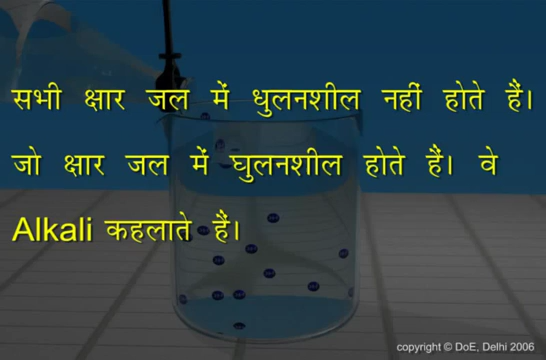 सभी क्षार जल में धुलनशील नहीं होते हैं।
जो क्षार जल में घुलनशील होते हैं। वे
Alkali कहलाते हैं।
copyright © DoE, Delhi 2006